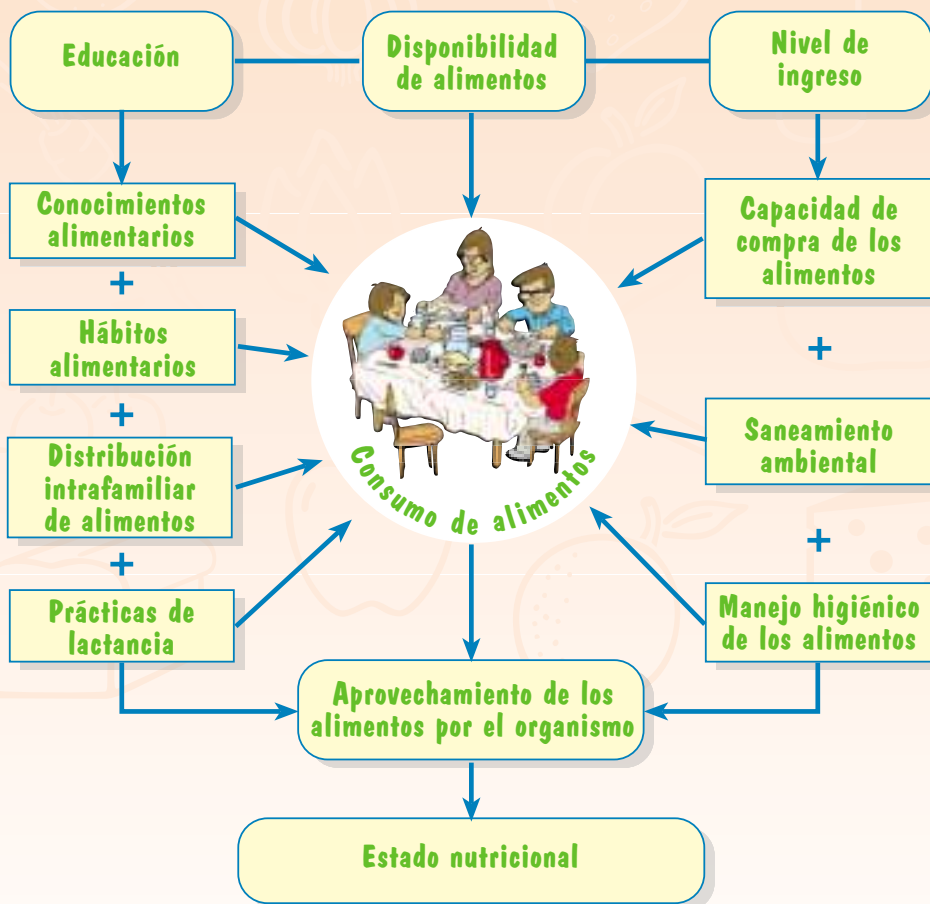 Educación
Disponibilidad
de alimentos
Nivel de
ingreso
Conocimientos
alimentarios
+
Hábitos
alimentarios
+
Distribución
intrafamiliar
de alimentos
+
Prácticas de
lactancia
Capacidad de
compra de los
alimentos
+
Saneamiento
ambiental
+
Manejo higiénico
de los alimentos
Consumo de alimentos
Aprovechamiento de los
alimentos por el organismo
Estado nutricional